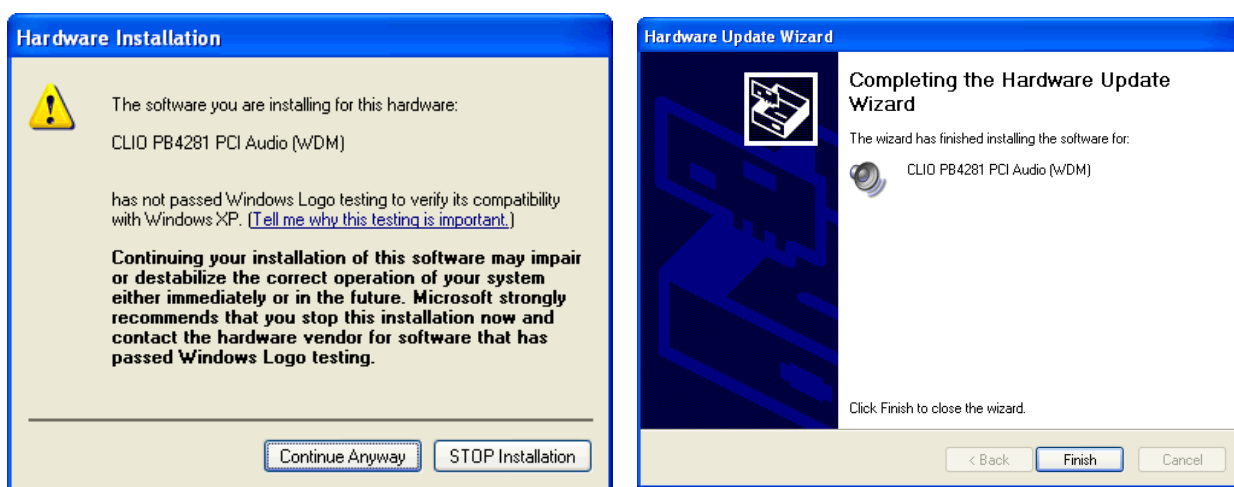 Hardware Installation
The software you are installing for this hardware:
CLIO PB4281 PCI Audio (WDM)
has not passed Windows Logo testing to verify its compatibility
with Windows XP. (Tell me why this testing is important.)
Continuing your installation of this software may impair
or destabilize the correct operation of your system
either immediately or in the future. Microsoft strongly
recommends that you stop this installation now and
contact the hardware vendor for software that has
passed Windows Logo testing.
Continue Anyway
STOP Installation
Hardware Update Wizard
Completing the Hardware Update
Wizard
The wizard has finished installing the software for:
CLIO PB4281 PCI Audio (WDM)
Click Finish to close the wizard.
< Back
Finish
Cancel